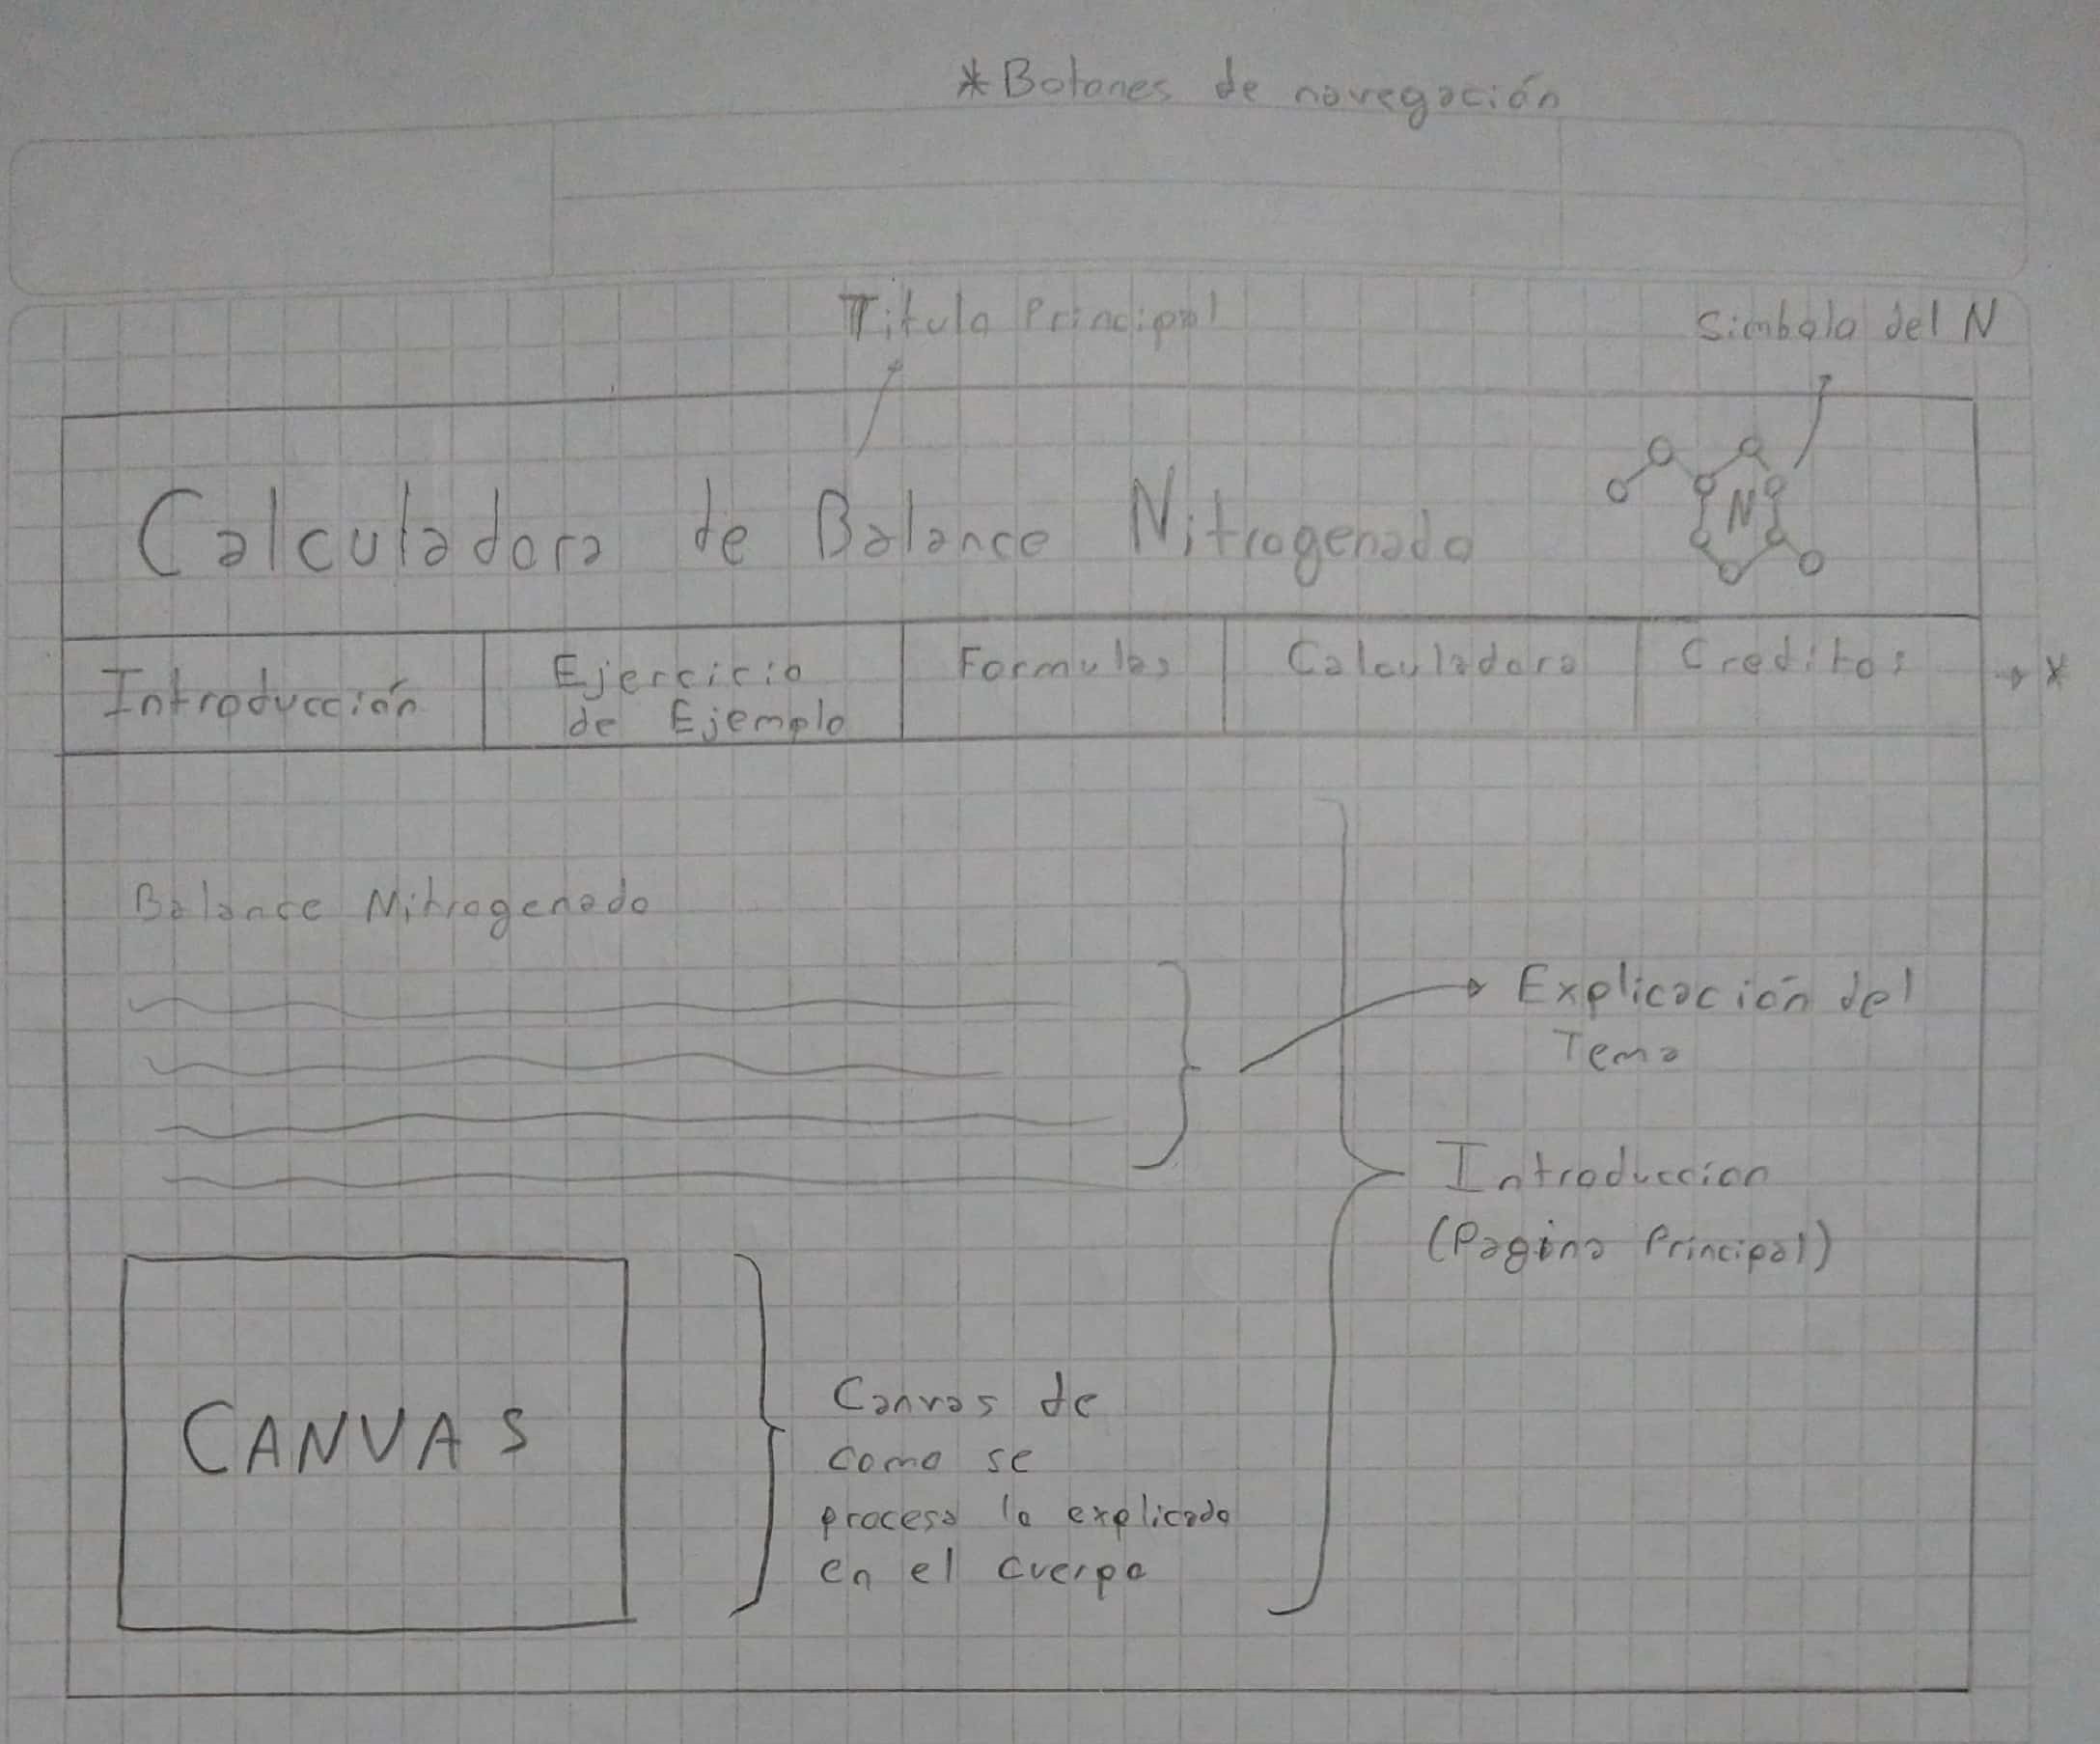 *Botones de navegación
Titulo Principal
Simbolo del N
Calculadora de Balance Nitrogenado
N
Introducción
Ejercicio
de Ejemplo
Formulas
Calculadora
Creditos
*
Balance Nitrogenado
Explicación del
Tema
Introduccion
(Pagina Principal)
CANVAS
Canvas de
como se
procesa lo explicado
en el cuerpo